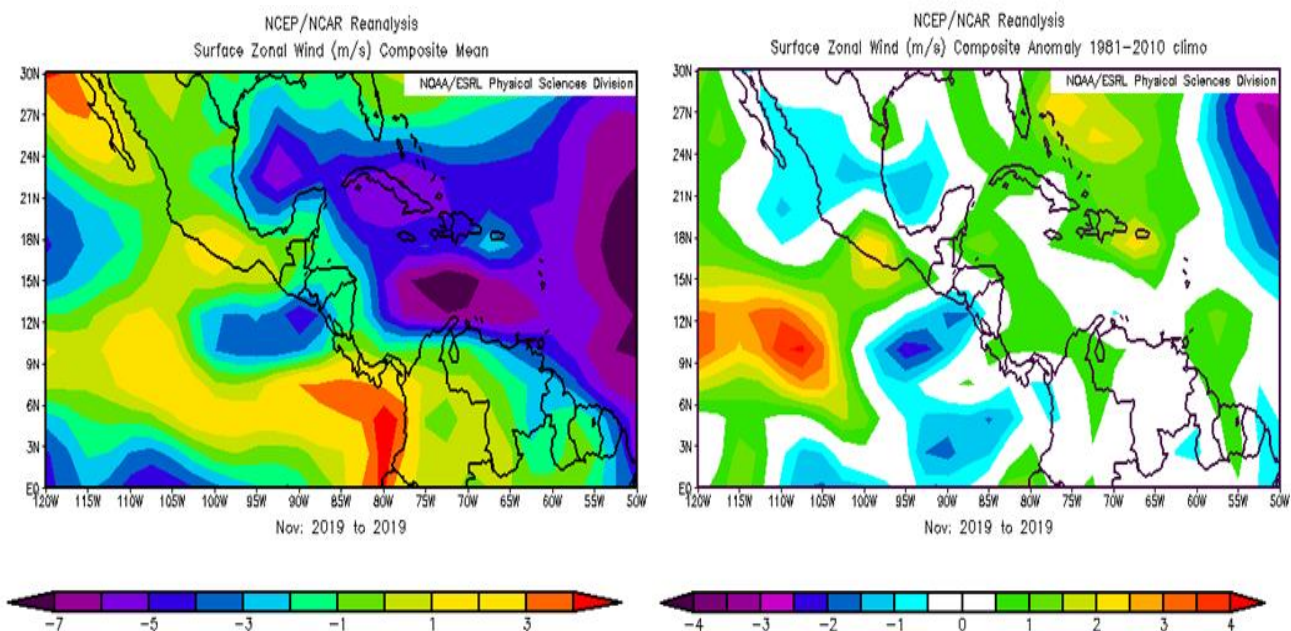 NCEP/NCAR Reanalysis
Surface Zonal Wind (m/s) Composite Mean
NOAA/ESRL Physical Sciences Division
30N
27N
24N
21N
18N
15N
12N
9N
6N
3N
EQ
120W 115W 110W 105W 100W 95W 90W 85W 80W 75W 70W 65W 60W 55W 50W
Nov: 2019 to 2019
-7 -5 -3 -1 1 3
NCEP/NCAR Reanalysis
Surface Zonal Wind (m/s) Composite Anomaly 1981-2010 climo
NOAA/ESRL Physical Sciences Division
30N
27N
24N
21N
18N
15N
12N
9N
6N
3N
EQ
120W 115W 110W 105W 100W 95W 90W 85W 80W 75W 70W 65W 60W 55W 50W
Nov: 2019 to 2019
-4 -3 -2 -1 0 1 2 3 4